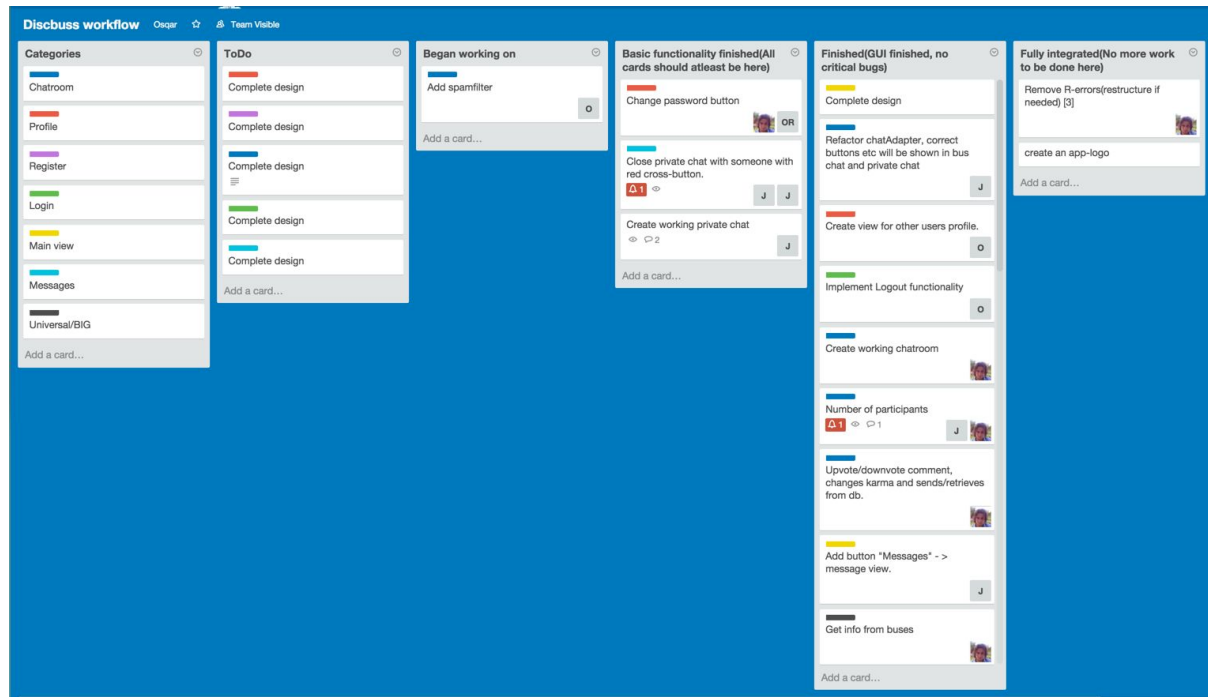 Discbuss workflow Osqar Team Visible
Categories
Chatroom
Profile
Register
Login
Main view
Messages
Universal/BIG
Add a card…
ToDo
Complete design
Complete design
Complete design
Complete design
Complete design
Add a card…
Began working on
Add spamfilter
O
Add a card…
Basic functionality finished(All
cards should atleast be here)
Change password button
OR
Close private chat with someone with
red cross-button.
1
J J
Create working private chat
2
J
Add a card…
Finished(GUI finished, no
critical bugs)
Complete design
Refactor chatAdapter, correct
buttons etc will be shown in bus
chat and private chat
J
Create view for other users profile.
O
Implement Logout functionality
O
Create working chatroom
Number of participants
1 1
J
Upvote/downvote comment,
changes karma and sends/retrieves
from db.
Add button "Messages" - >
message view.
J
Get info from buses
Add a card…
Fully integrated(No more work
to be done here)
Remove R-errors(restructure if
needed) [3]
create an app-logo
Add a card…